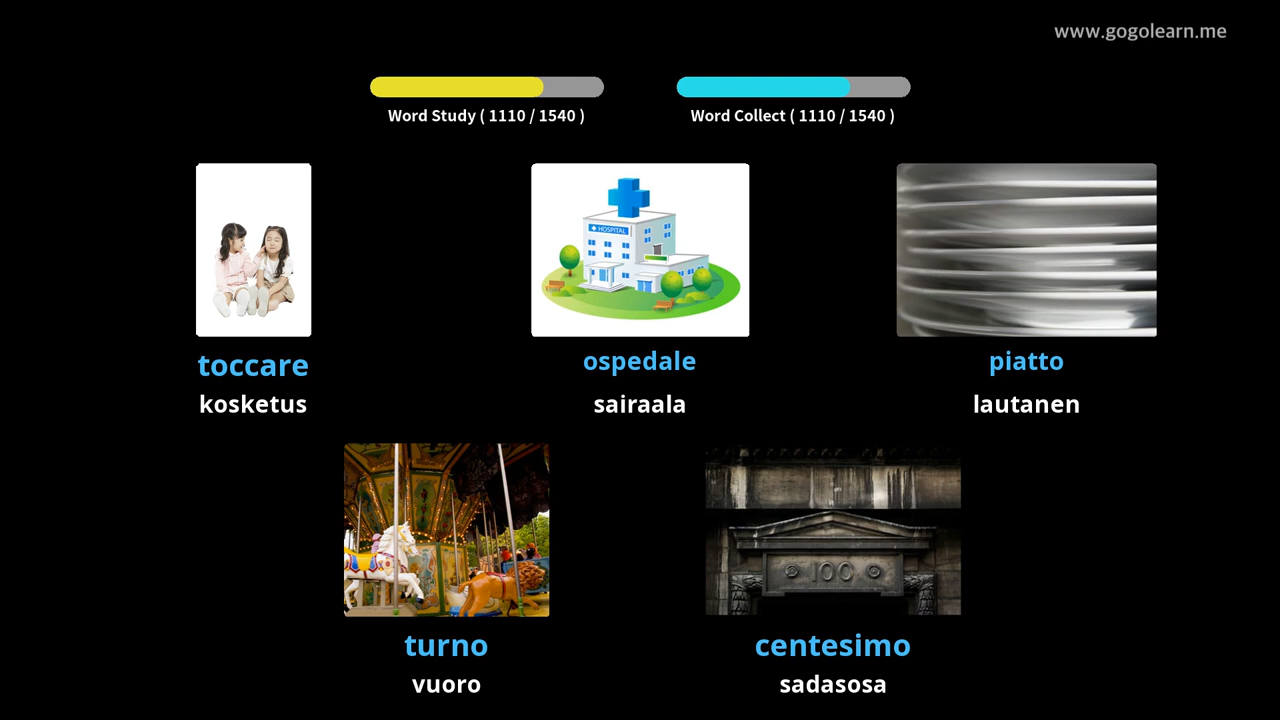 www.gogolearn.me
Word Study ( 1110 / 1540 )
Word Collect ( 1110 / 1540 )
HOSPITAL
toccare
kosketus
ospedale
sairaala
piatto
lautanen
100
turno
vuoro
centesimo
sadasosa